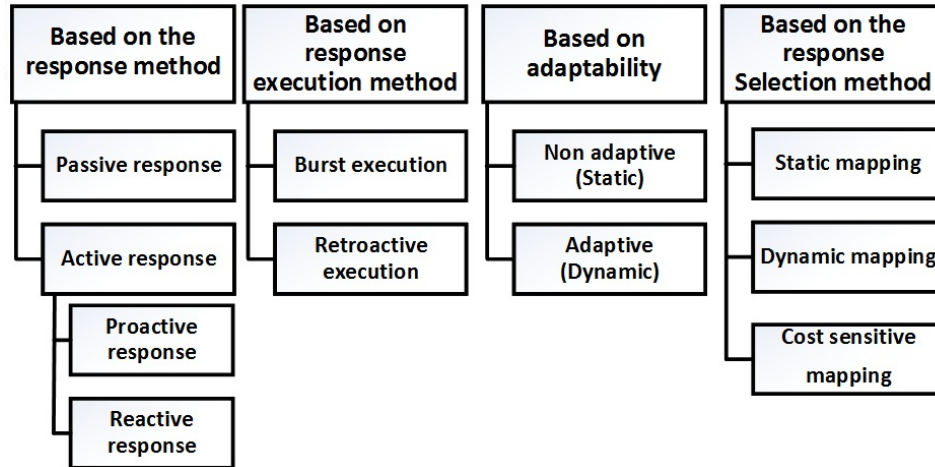 Based on the
response method
Passive response
Active response
Proactive
response
Reactive
response
Based on
response
execution method
Burst execution
Retroactive
execution
Based on
adaptability
Non adaptive
(Static)
Adaptive
(Dynamic)
Based on the
response
Selection method
Static mapping
Dynamic mapping
Cost sensitive
mapping